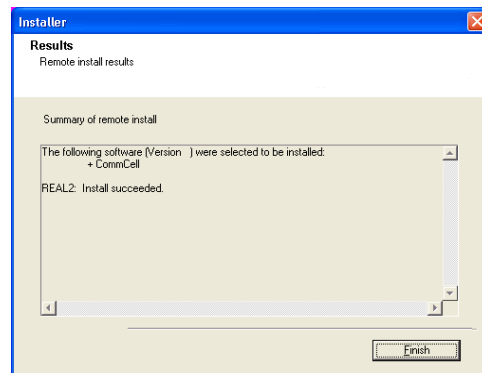 Installer
Results
Remote install results
Summary of remote install
The following software (Version   ) were selected to be installed:
+ CommCell
REAL2:  Install succeeded.
Finish